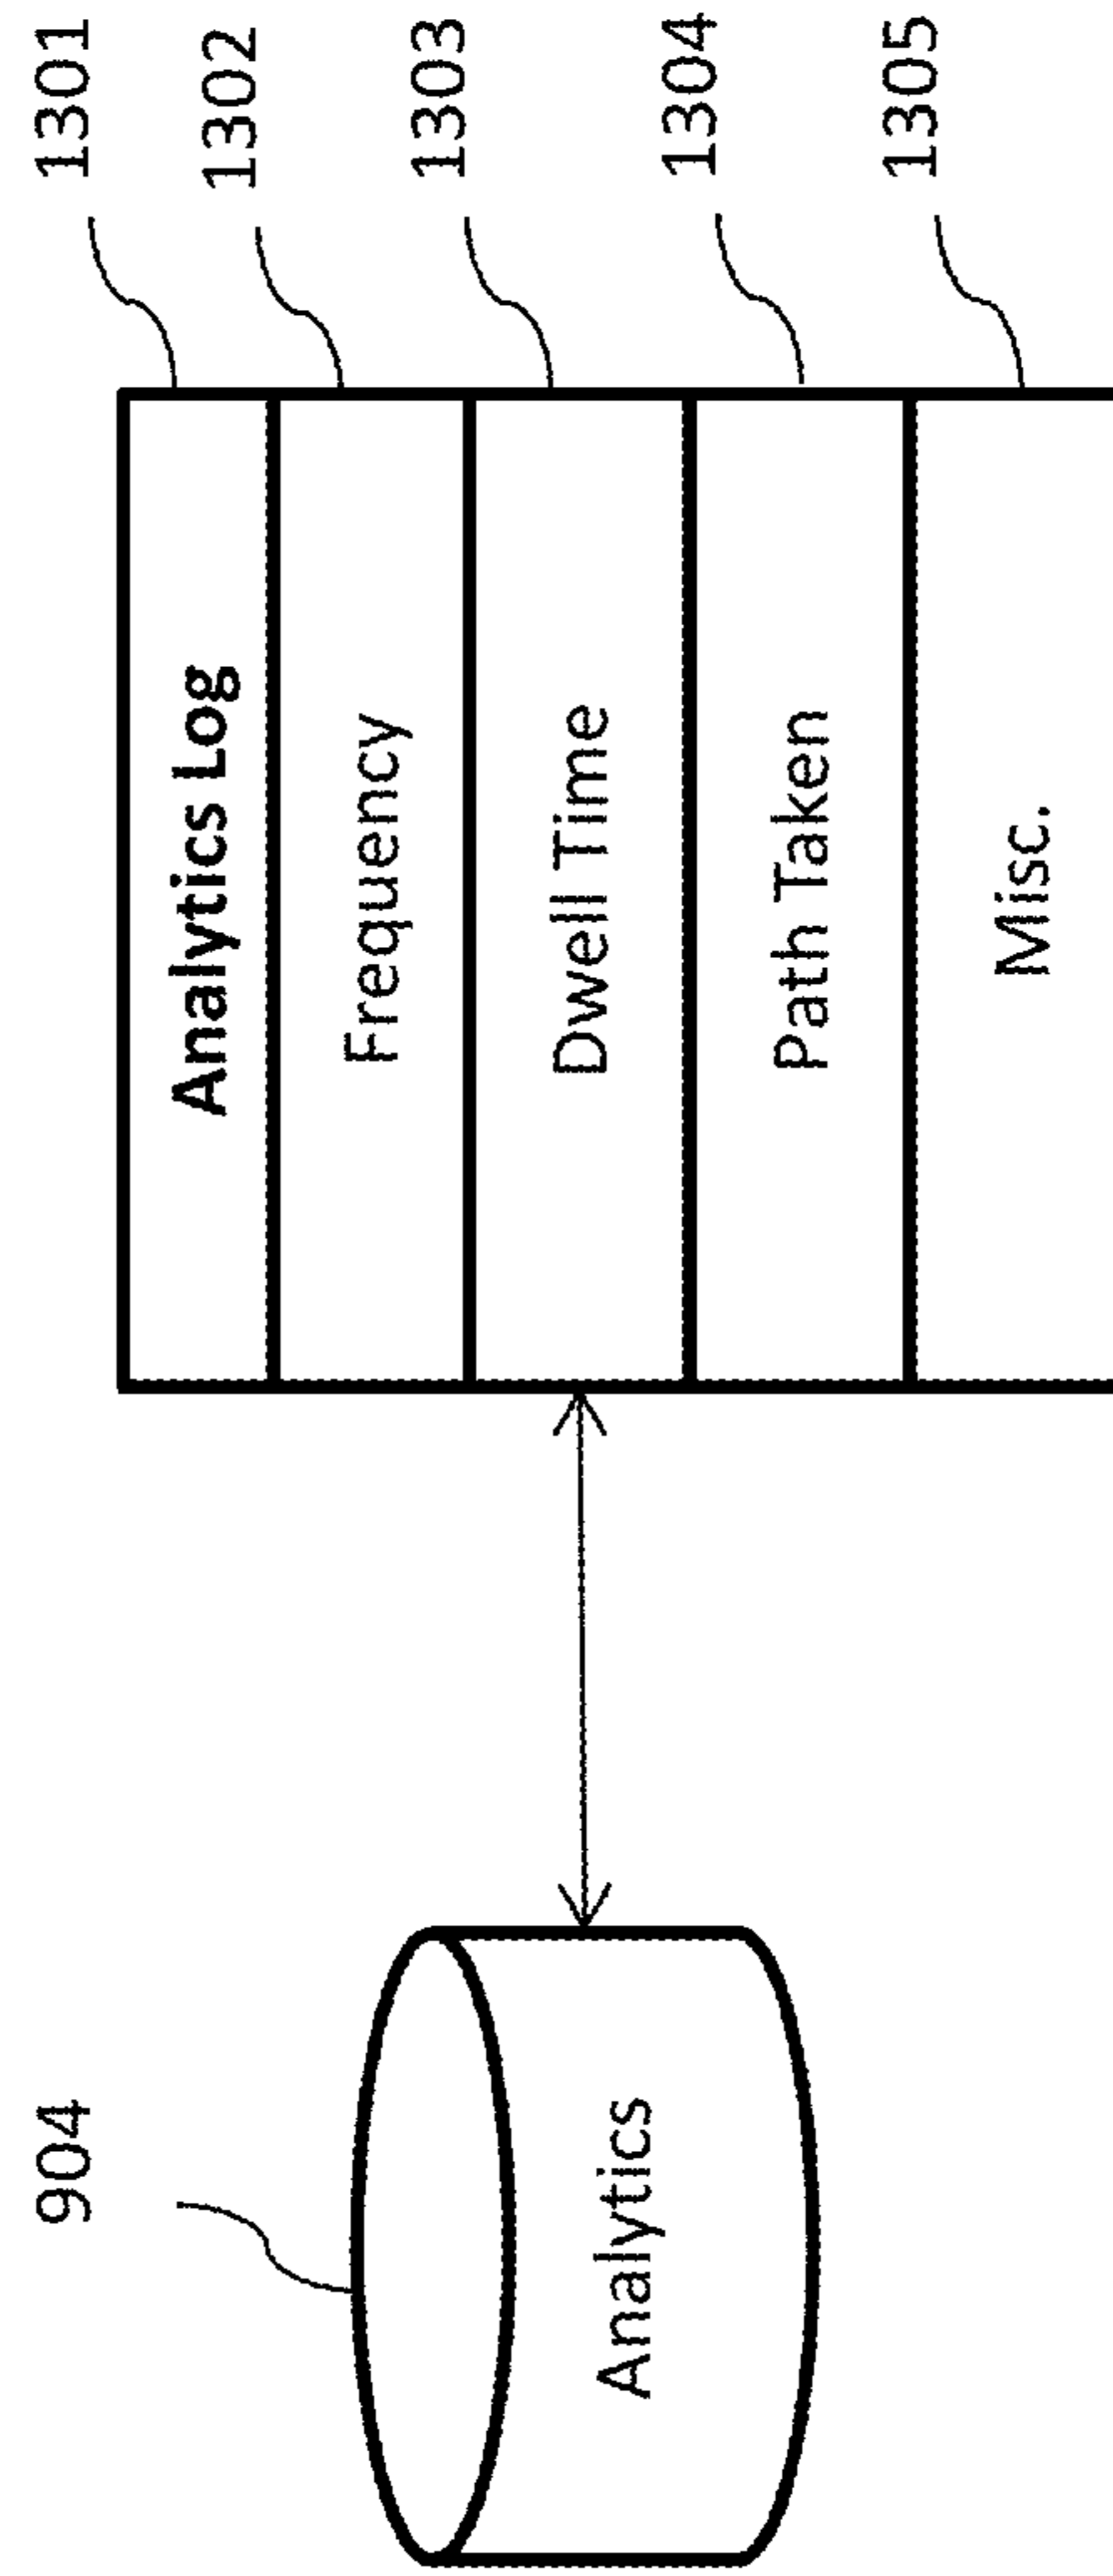 904
Analytics
Analytics Log
1301
Frequency
1302
Dwell Time
1303
Path Taken
1304
Misc.
1305